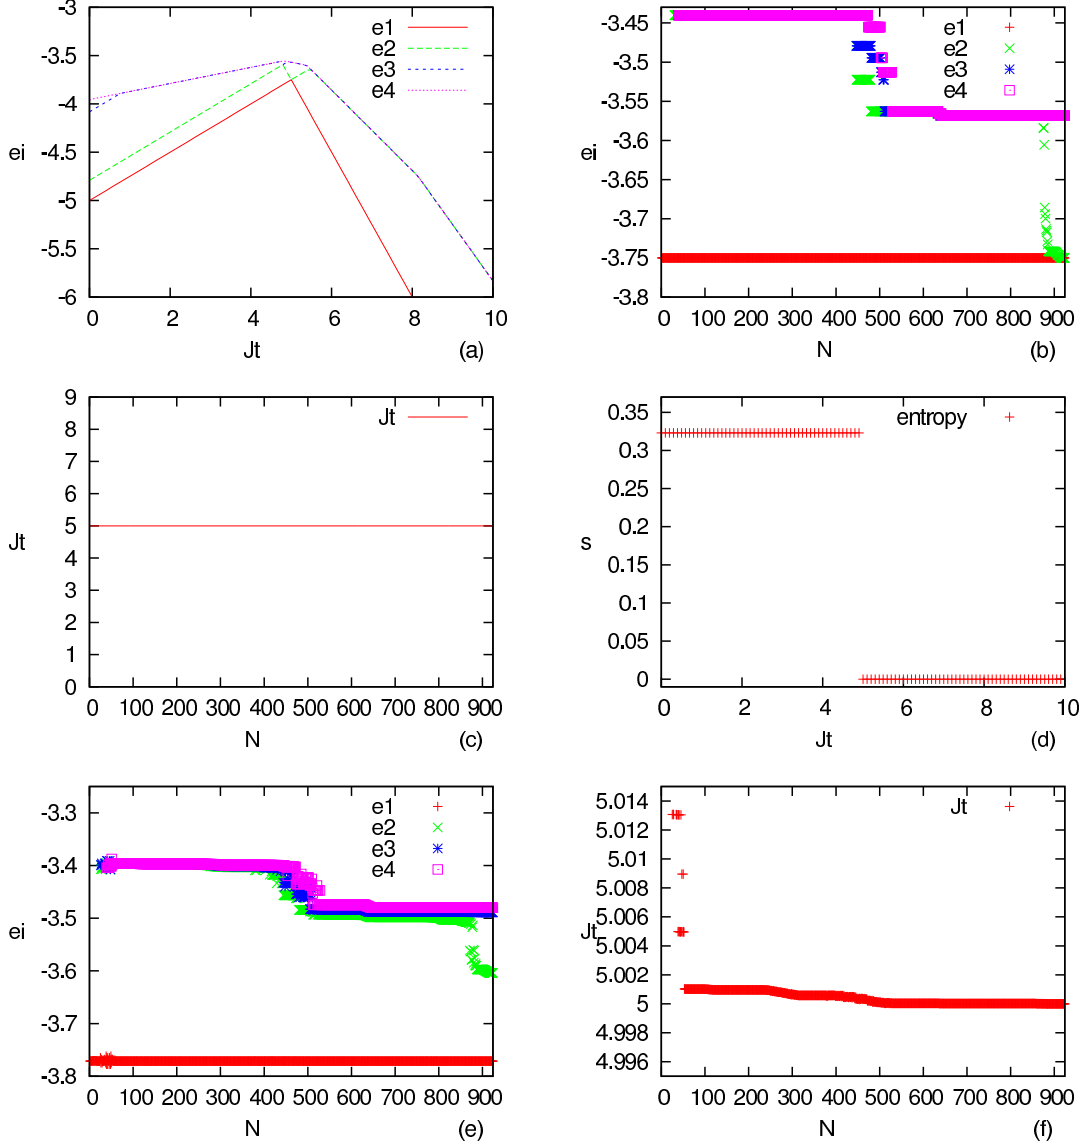 -3
-3.5
-4
-4.5
-5
-5.5
-6
ei
0 2 4 6 8 10
Jt
(a)
e1
e2
e3
e4
-3.45
-3.5
-3.55
-3.6
-3.65
-3.7
-3.75
-3.8
ei
0 100 200 300 400 500 600 700 800 900
N
(b)
e1
e2
e3
e4
9
8
7
6
5
4
3
2
1
0
Jt
0 100 200 300 400 500 600 700 800 900
N
(c)
Jt
0.35
0.3
0.25
0.2
0.15
0.1
0.05
0
s
0 2 4 6 8 10
Jt
(d)
entropy
-3.3
-3.4
-3.5
-3.6
-3.7
-3.8
ei
0 100 200 300 400 500 600 700 800 900
N
(e)
e1
e2
e3
e4
5.014
5.012
5.01
5.008
5.006
5.004
5.002
5
4.998
4.996
Jt
0 100 200 300 400 500 600 700 800 900
N
(f)
Jt